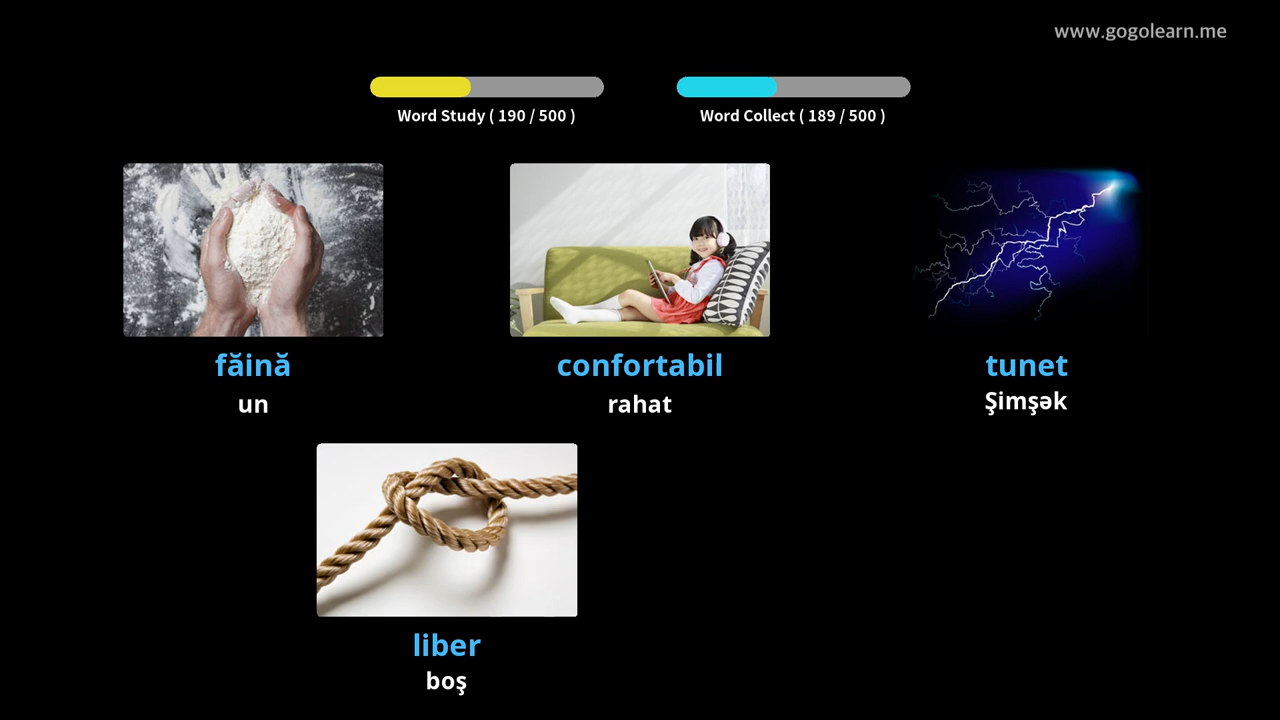 www.gogolearn.me
Word Study ( 190 / 500 )
Word Collect ( 189 / 500 )
făină
un
confortabil
rahat
tunet
Şimşək
liber
boş